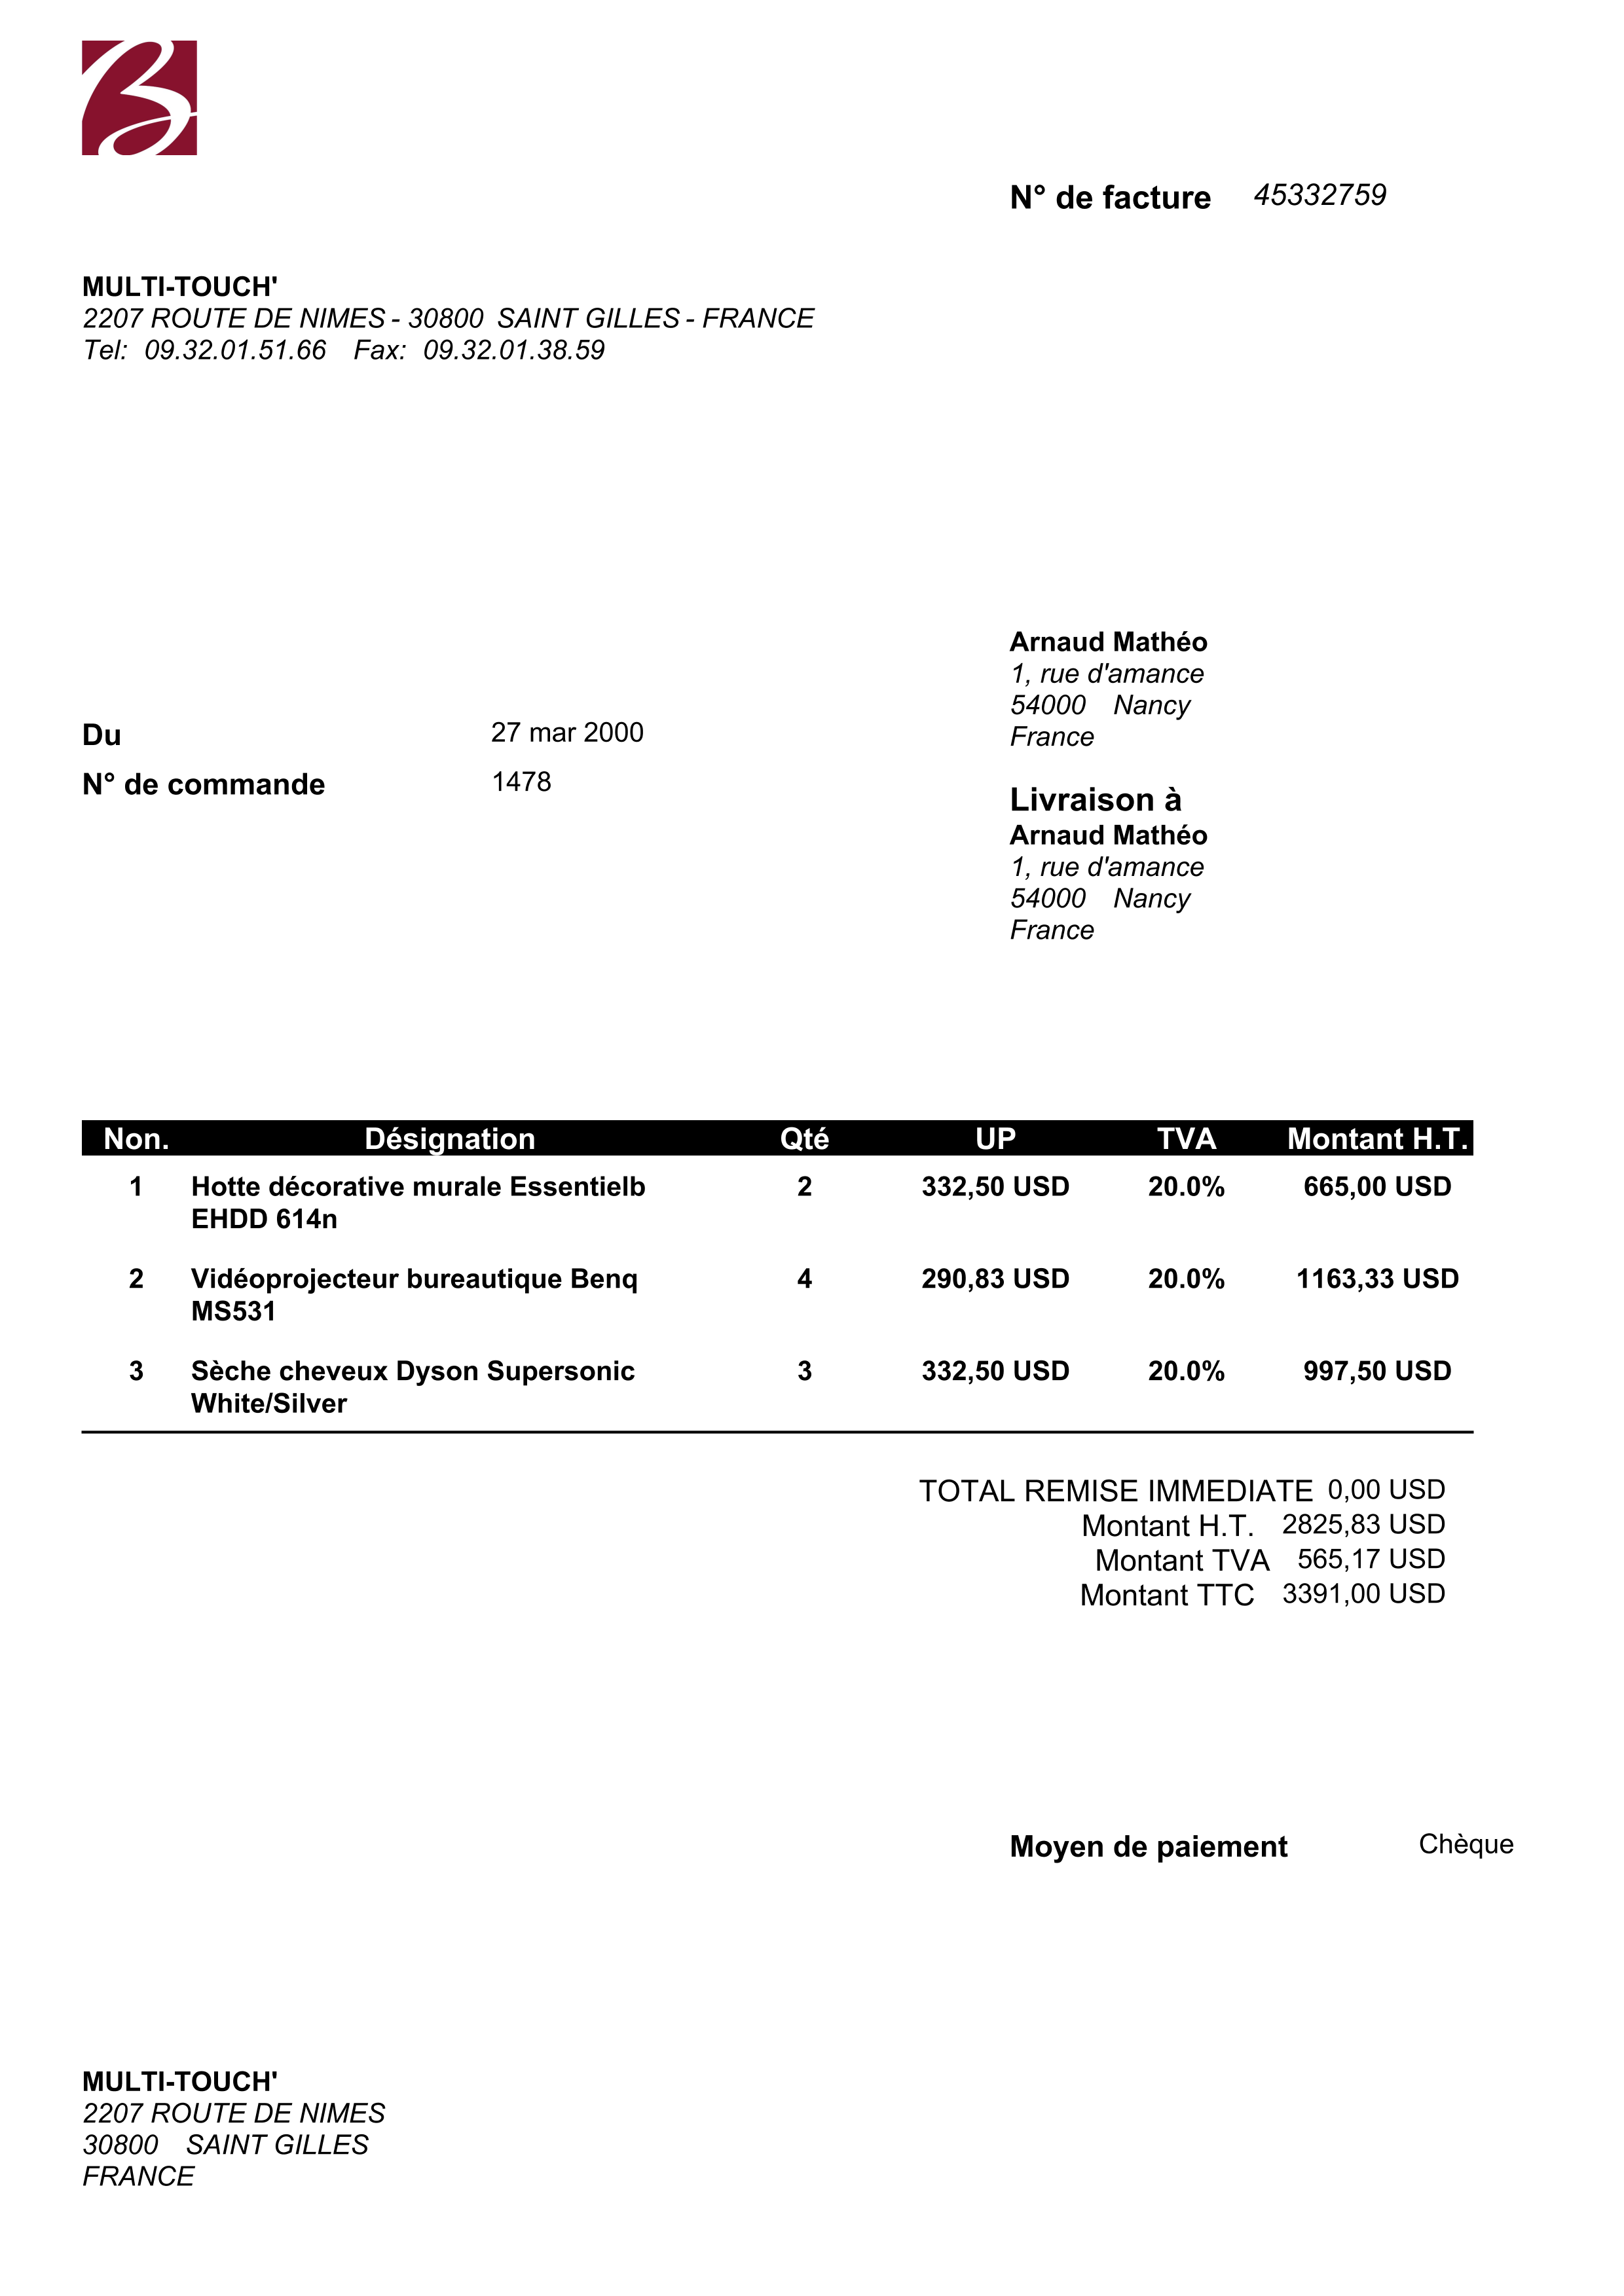 B
N° de facture 45332759
MULTI-TOUCH'
2207 ROUTE DE NIMES - 30800 SAINT GILLES - FRANCE
Tel: 09.32.01.51.66 Fax: 09.32.01.38.59
Arnaud Mathéo
1, rue d'amance
54000 Nancy
France
Du 27 mar 2000
N° de commande 1478
Livraison à
Arnaud Mathéo
1, rue d'amance
54000 Nancy
France
Non. Désignation Qté UP TVA Montant H.T.
1 Hotte décorative murale Essentielb 2 332,50 USD 20.0% 665,00 USD
EHDD 614n
2 Vidéoprojecteur bureautique Benq 4 290,83 USD 20.0% 1163,33 USD
MS531
3 Sèche cheveux Dyson Supersonic 3 332,50 USD 20.0% 997,50 USD
White/Silver
TOTAL REMISE IMMEDIATE 0,00 USD
Montant H.T. 2825,83 USD
Montant TVA 565,17 USD
Montant TTC 3391,00 USD
Moyen de paiement Chèque
MULTI-TOUCH'
2207 ROUTE DE NIMES
30800 SAINT GILLES
FRANCE